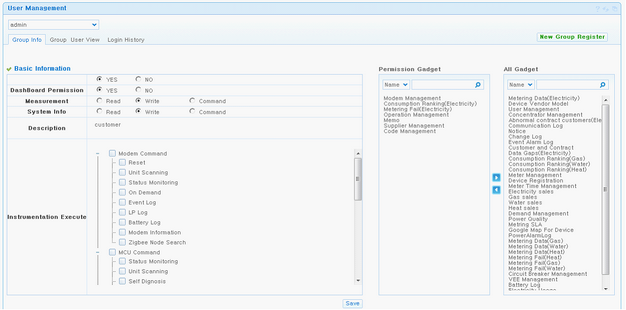 User Management
admin
Group Info
Group User View
Login History
New Group Register
Basic Information
YES NO
Dashboard Permission YES NO
Measurement Read Write Command
System Info Read Write Command
Description customer
Instrumentation Execute
Modem Command
Reset
Unit Scanning
Status Monitoring
On Demand
Event Log
LP Log
Battery Log
Modem Information
Zigbee Node Search
MCU Command
Status Monitoring
Unit Scanning
Self Dignosis
Save
Permission Gadget
Name
Modem Management
Consumption Ranking(Electricity)
Metering Fail(Electricity)
Operation Management
Memo
Supplier Management
Code Management
All Gadget
Name
Metering Data(Electricity)
Device Vendor Model
User Management
Concentrator Management
Abnormal contract customers(Ele
Communication Log
Notice
Change Log
Event Alarm Log
Customer and Contract
Data Gaps(Electricity)
Consumption Ranking(Gas)
Consumption Ranking(Water)
Consumption Ranking(Heat)
Meter Management
Device Registration
Meter Time Management
Electricity sales
Gas sales
Water sales
Heat sales
Demand Management
Power Quality
Metring SLA
Google Map For Device
PowerAlarmLog
Metering Data(Gas)
Metering Data(Water)
Metering Data(Heat)
Metering Fail(Heat)
Metering Fail(Gas)
Metering Fail(Water)
Circuit Breaker Management
VEE Management
Battery Log